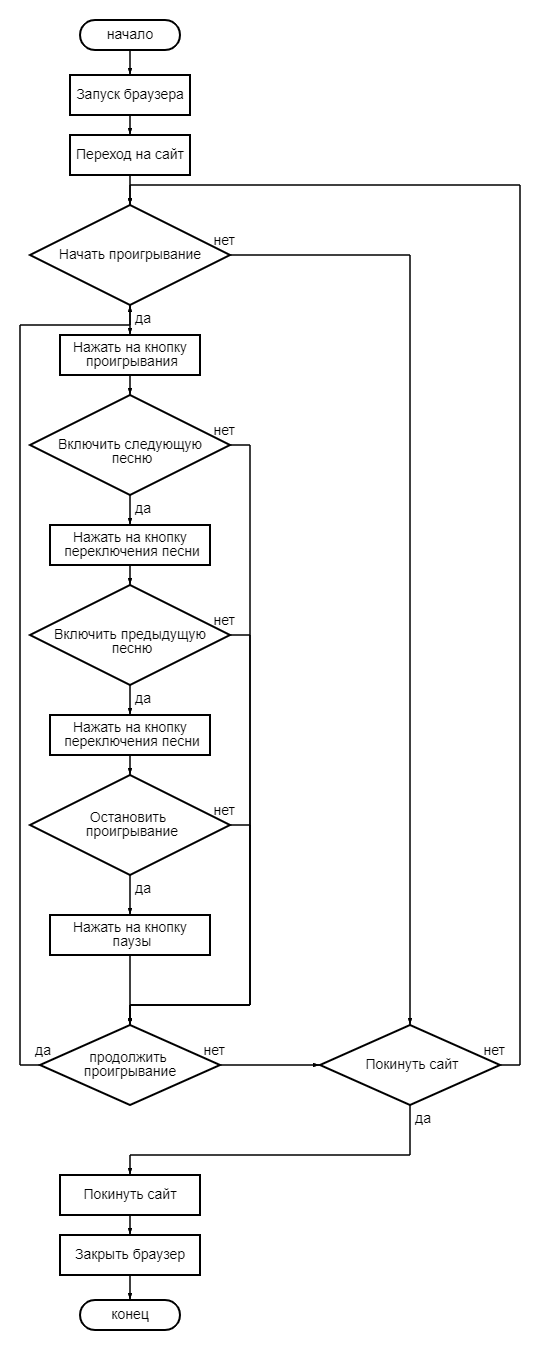 начало
Запуск браузера
Переход на сайт
нет
Начать проигрывание
да
Нажать на кнопку
проигрывания
нет
Включить следующую
песню
да
Нажать на кнопку
переключения песни
нет
Включить предыдущую
песню
да
Нажать на кнопку
переключения песни
нет
Остановить
проигрывание
да
Нажать на кнопку
паузы
да
продолжить
проигрывание
нет
Покинуть сайт
нет
да
Покинуть сайт
Закрыть браузер
конец